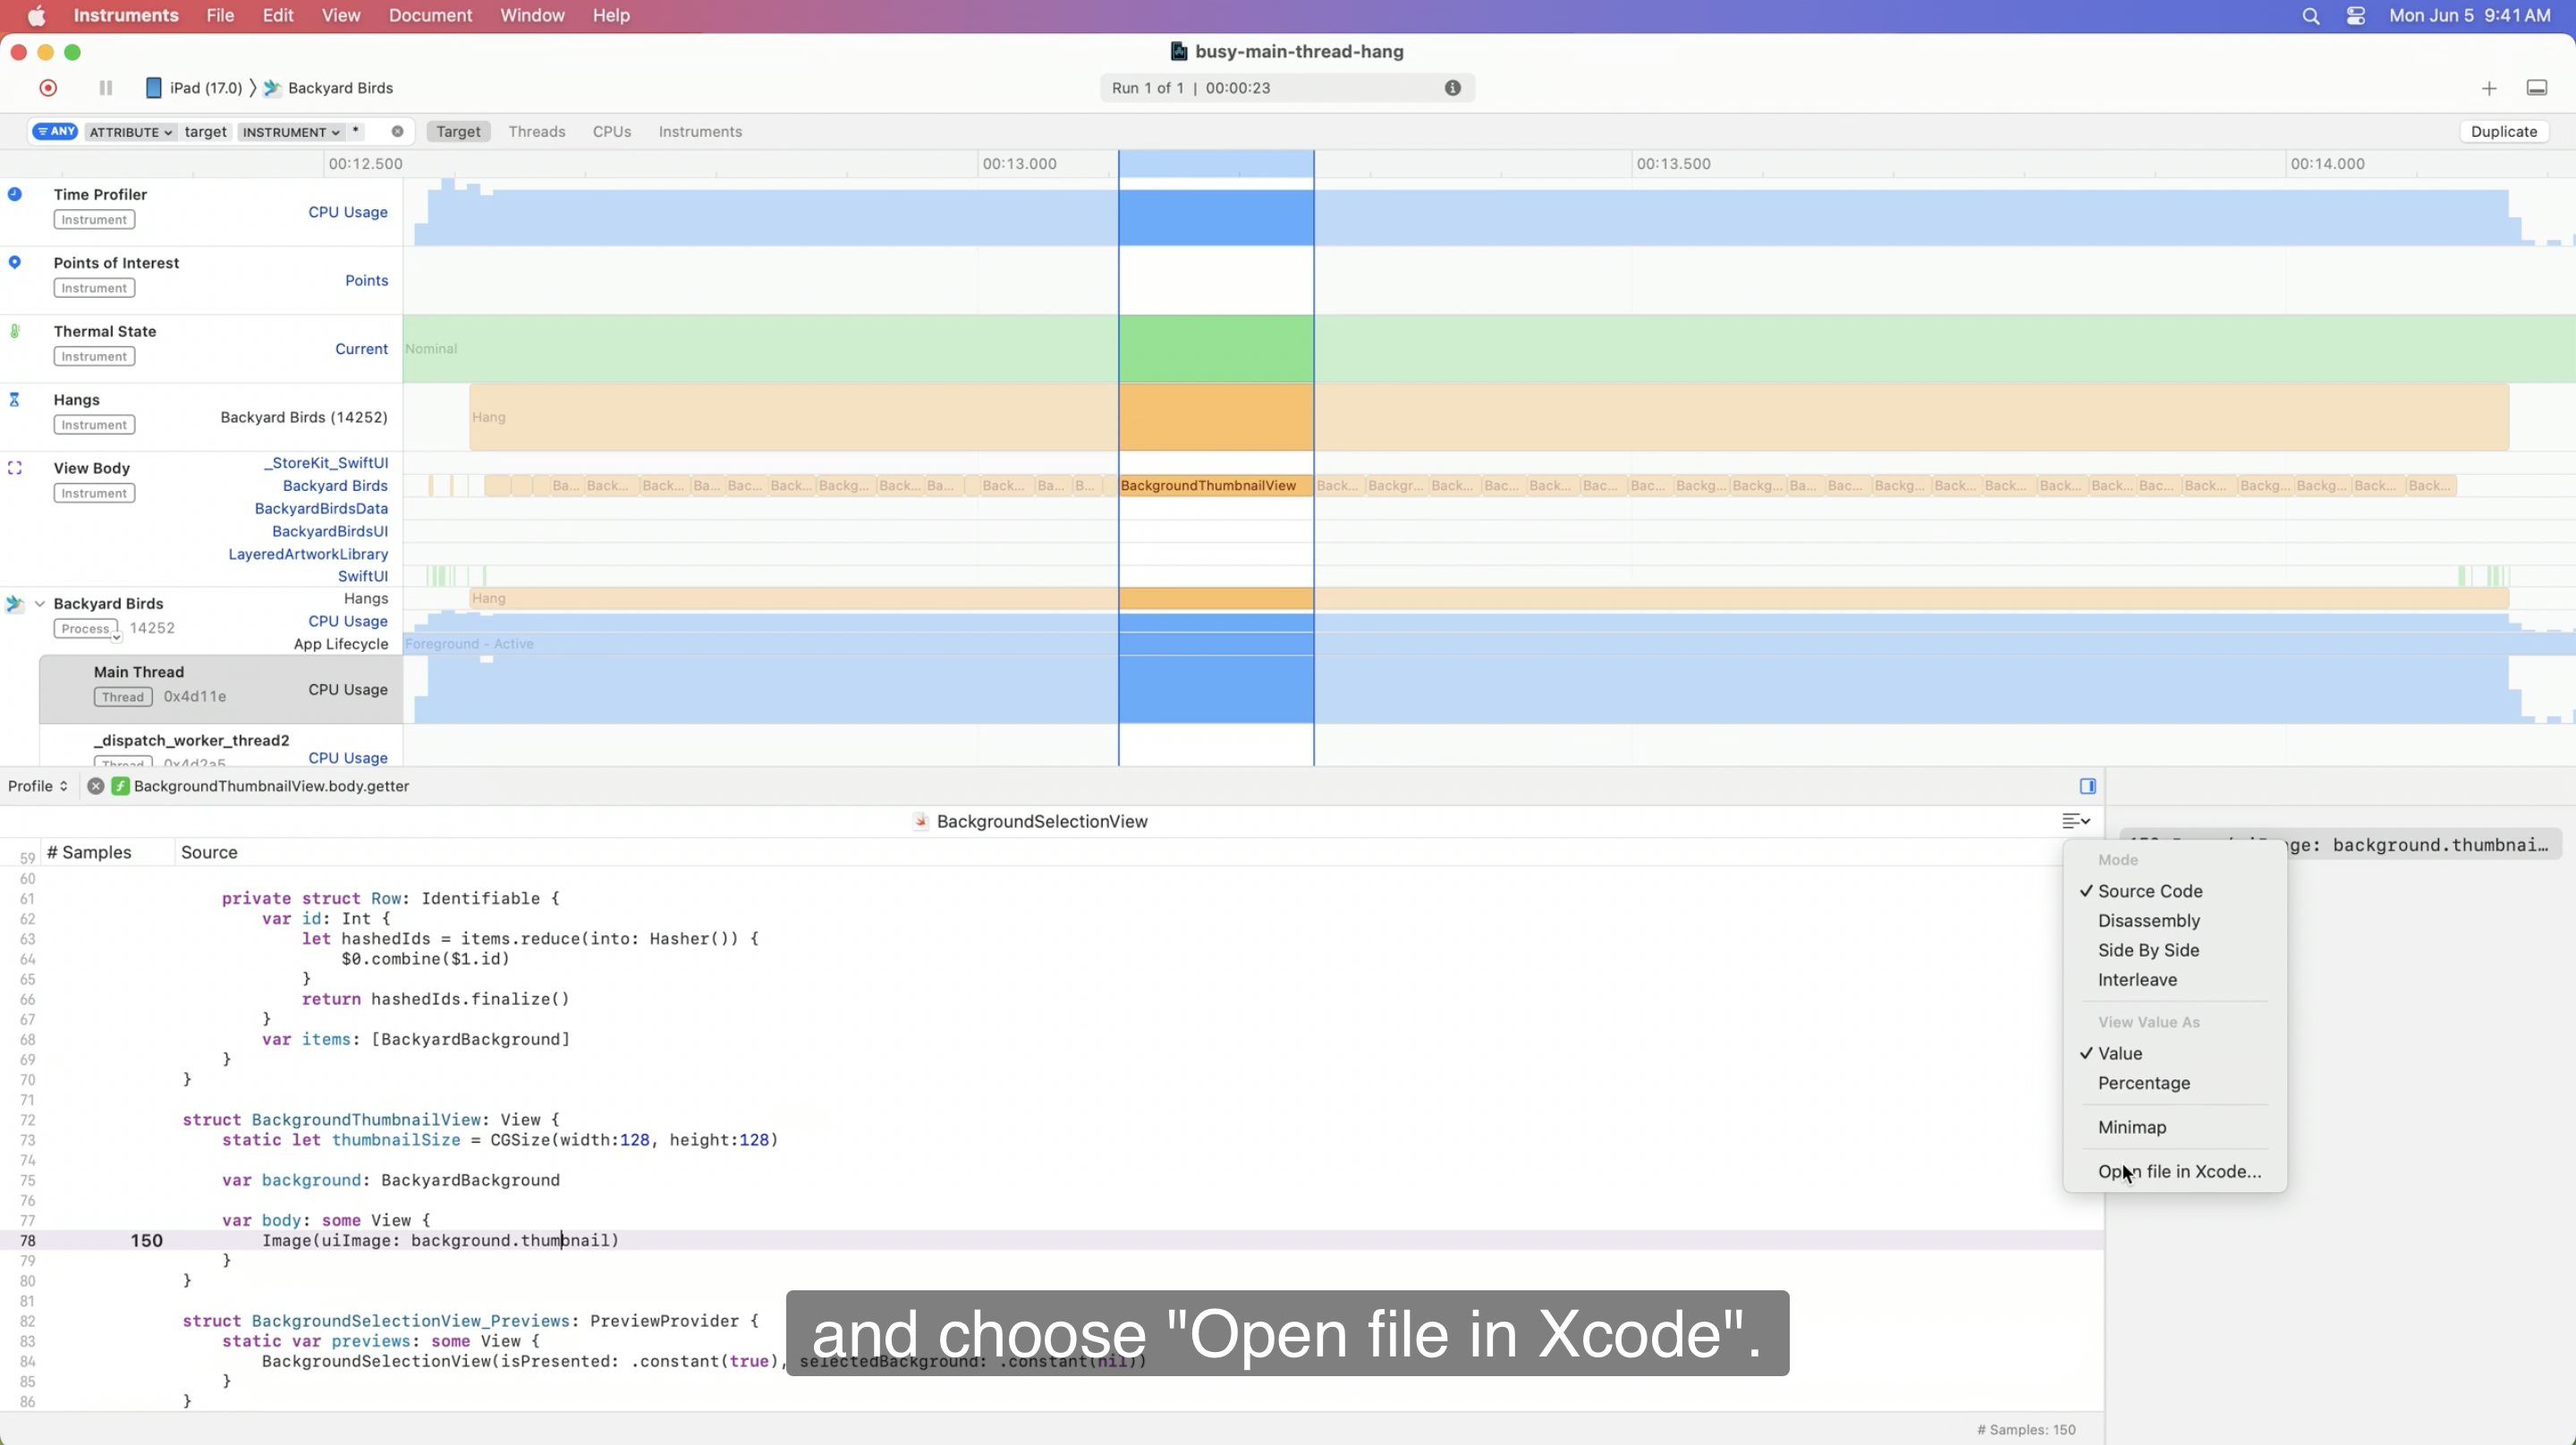 Instruments File Edit View Document Window Help Mon Jun 5 9:41 AM
busy-main-thread-hang
iPad (17.0) 〉 Backyard Birds Run 1 of 1 | 00:00:23
ANY ATTRIBUTE target INSTRUMENT * Target Threads CPUs Instruments Duplicate
00:12.500 00:13.000 00:13.500 00:14.000
Time Profiler
Instrument
CPU Usage
Points of Interest
Instrument
Points
Thermal State
Instrument
Current
Nominal
Hangs
Instrument
Backyard Birds (14252)
Hang
View Body
Instrument
_StoreKit_SwiftUI
Backyard Birds
Ba... Back... Back... Ba... Bac... Back... Backg... Back... Ba... Back... Ba... B... BackgroundThumbnailView Back... Backgr... Back... Bac... Back... Bac... Bac... Backg... Backg... Ba... Bac... Backg... Back... Bac... Back... Back... Bac... Back... Backg... Backg... Back... Back...
BackyardBirdsData
BackyardBirdsUI
LayeredArtworkLibrary
SwiftUI
Backyard Birds
Process 14252
Hangs
Hang
CPU Usage
App Lifecycle
Foreground - Active
Main Thread
Thread 0x4d11e
CPU Usage
_dispatch_worker_thread2
Thread 0x4d2a5
CPU Usage
Profile BackgroundThumbnailView.body.getter
BackgroundSelectionView
59 # Samples Source
60
61 private struct Row: Identifiable {
62 var id: Int {
63 let hashedIds = items.reduce(into: Hasher()) {
64 $0.combine($1.id)
65 }
66 return hashedIds.finalize()
67 }
68 var items: [BackyardBackground]
69 }
70 }
71
72 struct BackgroundThumbnailView: View {
73 static let thumbnailSize = CGSize(width:128, height:128)
74
75 var background: BackyardBackground
76
77 var body: some View {
78 150 Image(uiImage: background.thumbnail)
79 }
80 }
81
82 struct BackgroundSelectionView_Previews: PreviewProvider {
83 static var previews: some View {
84 BackgroundSelectionView(isPresented: .constant(true), selectedBackground: .constant(nil))
85 }
86 }
ge: background.thumbnai...
Mode
Source Code
Disassembly
Side By Side
Interleave
View Value As
Value
Percentage
Minimap
Open file in Xcode...
and choose "Open file in Xcode".
# Samples: 150